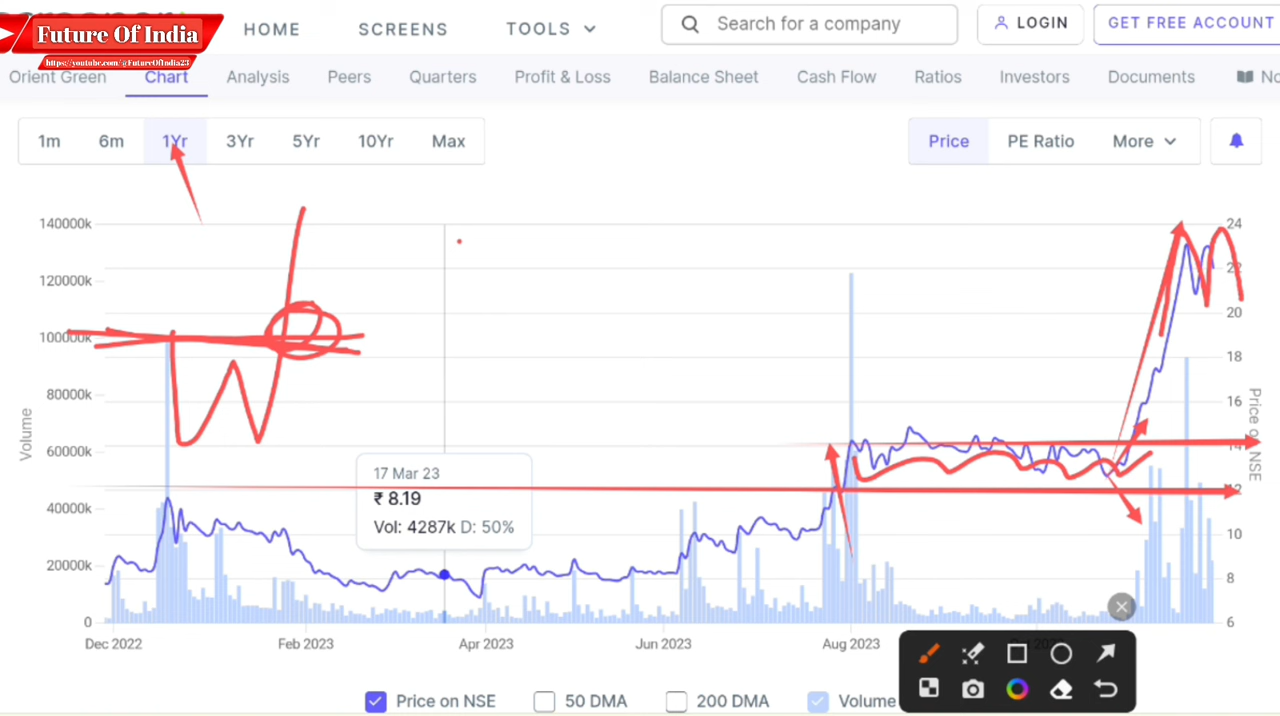 Future Of India
https://youtube.com/@FutureOfIndia23
HOME
SCREENS
TOOLS
Search for a company
LOGIN
GET FREE ACCOUNT
Orient Green
Chart
Analysis
Peers
Quarters
Profit & Loss
Balance Sheet
Cash Flow
Ratios
Investors
Documents
1m
6m
1Yr
3Yr
5Yr
10Yr
Max
Price
PE Ratio
More
140000k
120000k
100000k
80000k
60000k
40000k
20000k
0
Volume
24
22
20
18
16
14
12
10
8
6
Price on NSE
17 Mar 23
₹ 8.19
Vol: 4287k D: 50%
Dec 2022
Feb 2023
Apr 2023
Jun 2023
Aug 2023
Price on NSE
50 DMA
200 DMA
Volume